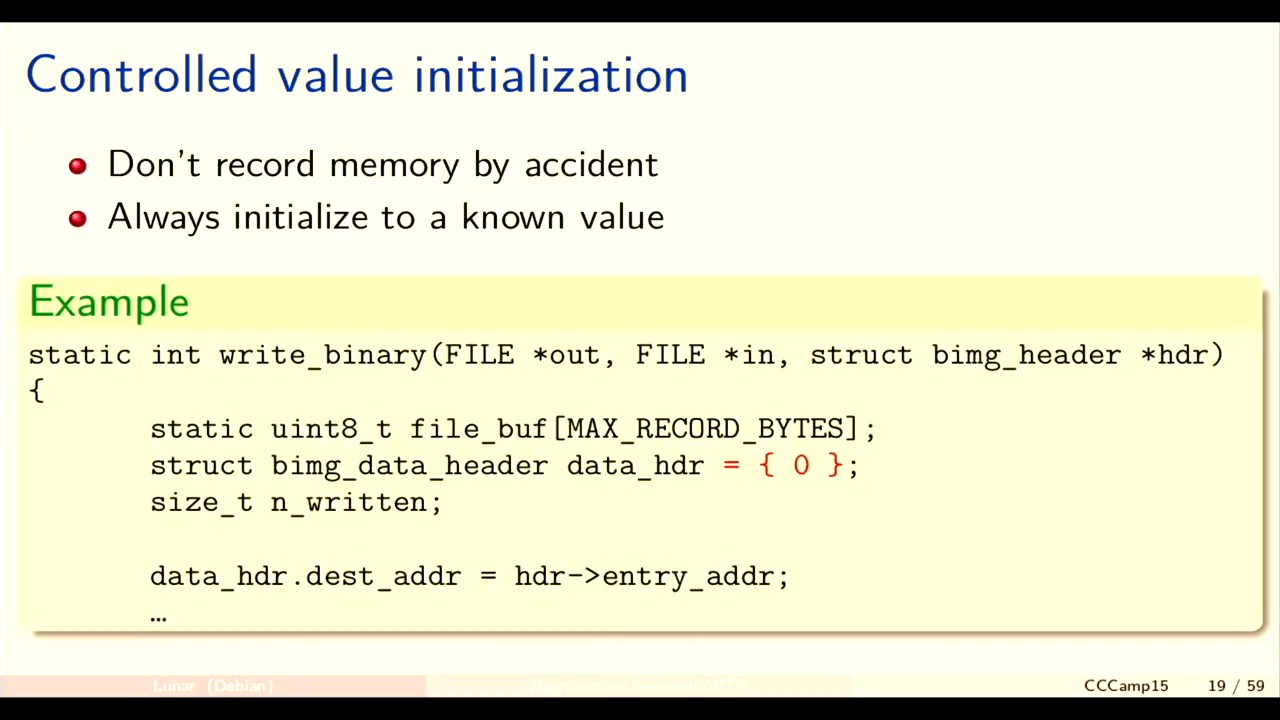 Controlled value initialization
Don't record memory by accident
Always initialize to a known value
Example
static int write_binary(FILE *out, FILE *in, struct bimg_header *hdr)
{
static uint8_t file_buf[MAX_RECORD_BYTES];
struct bimg_data_header data_hdr = { 0 };
size_t n_written;
data_hdr.dest_addr = hdr->entry_addr;
…
Lunar (Debian)
CCCamp15 19 / 59